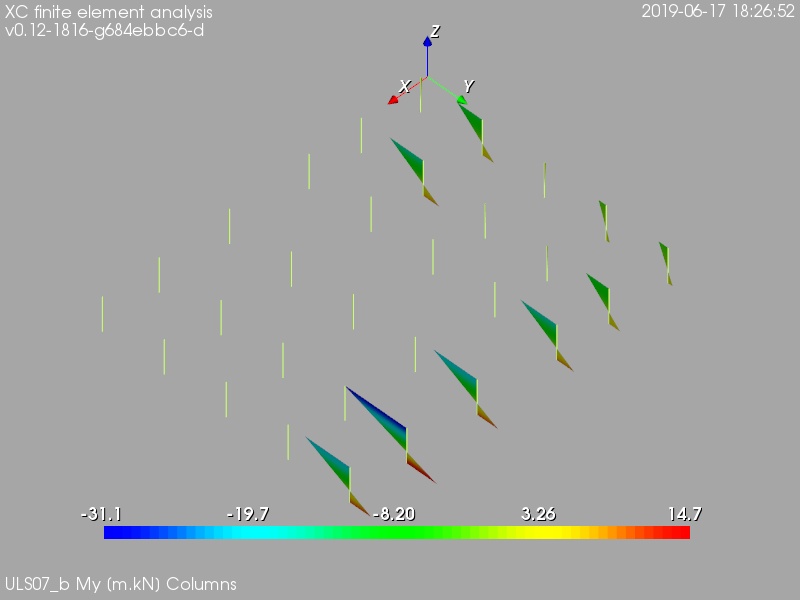 XC finite element analysis
v0.12-1816-g684ebbc6-d
2019-06-17 18:26:52
Z
X
Y
-31.1 -19.7 -8.20 3.26 14.7
ULS07_b My (m.kN) Columns